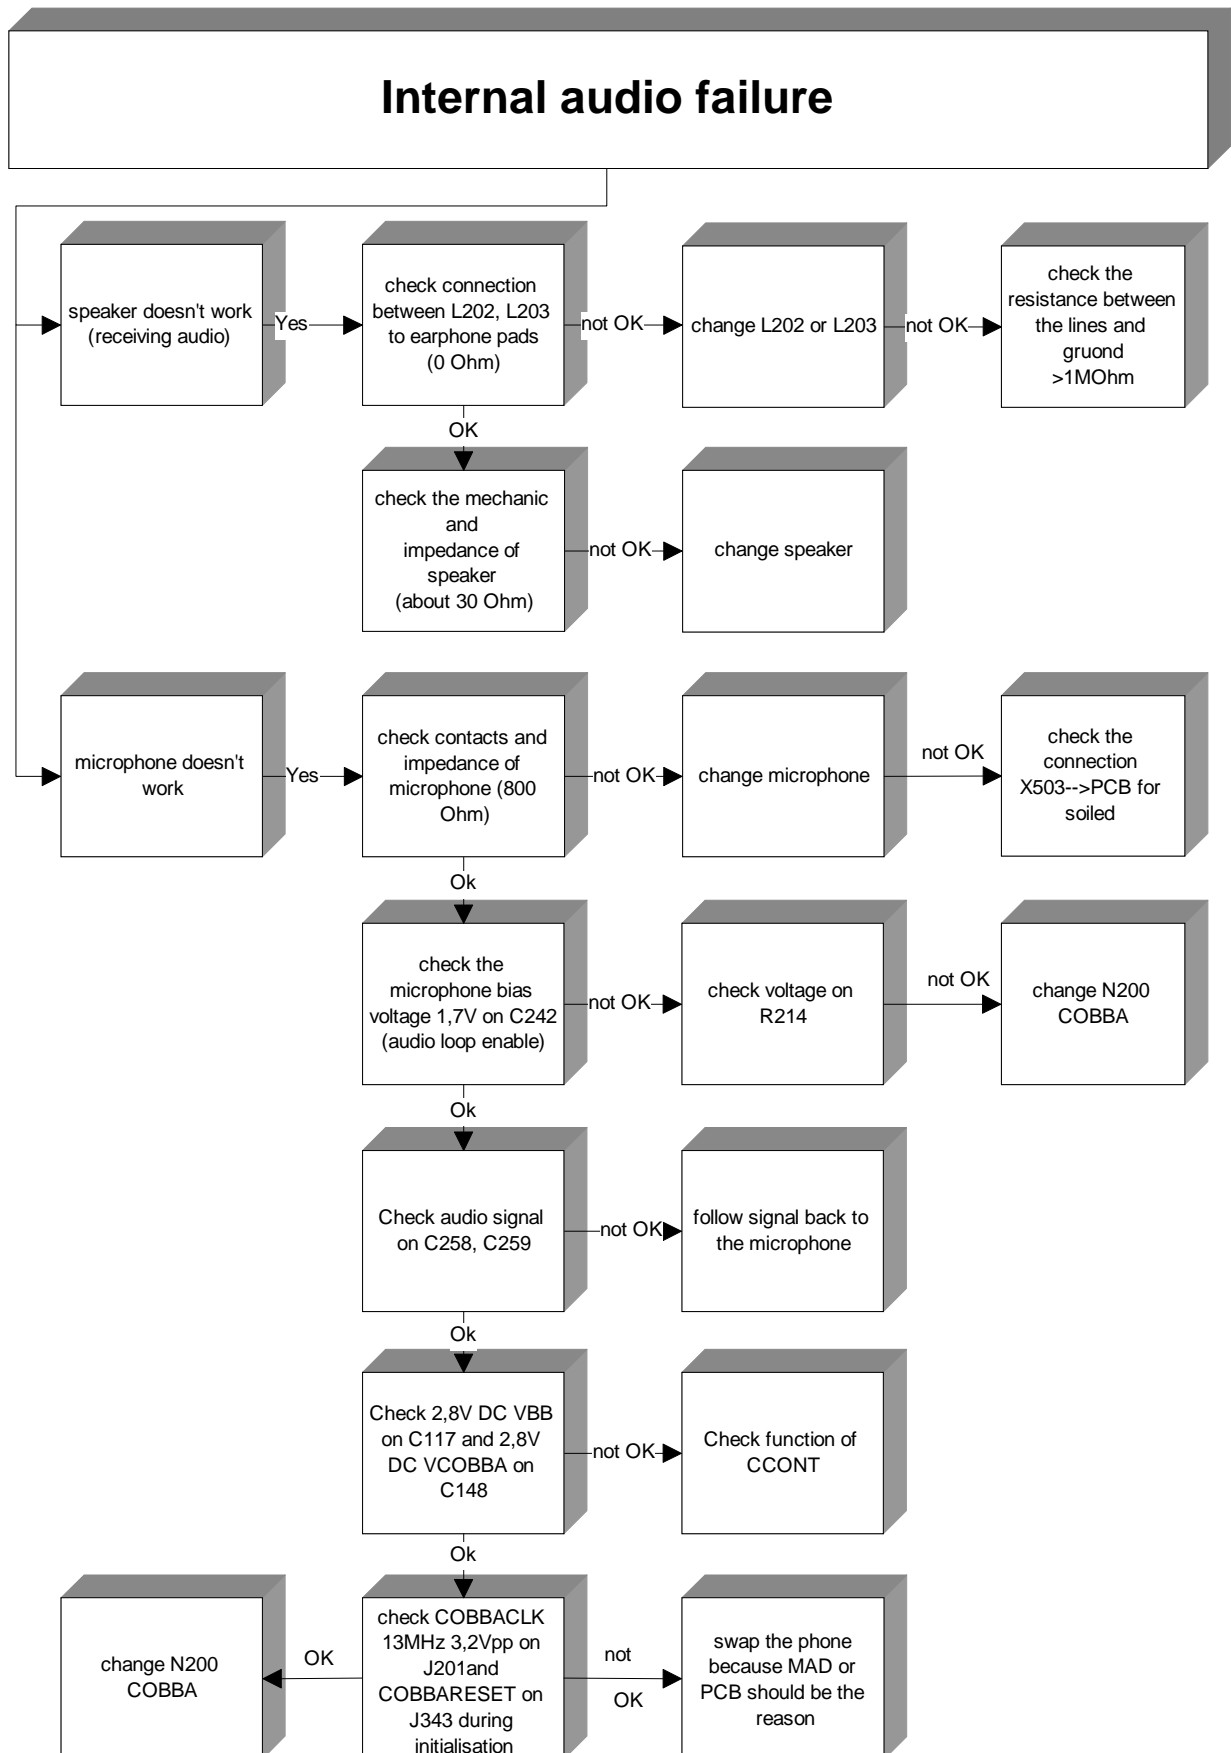 Internal audio failure
speaker doesn't work
(receiving audio)
Yes
check connection
between L202, L203
to earphone pads
(0 Ohm)
not OK
change L202 or L203
not OK
check the
resistance between
the lines and
gruond
>1MOhm
OK
check the mechanic
and
impedance of
speaker
(about 30 Ohm)
not OK
change speaker
microphone doesn't
work
Yes
check contacts and
impedance of
microphone (800
Ohm)
not OK
change microphone
not OK
check the
connection
X503-->PCB for
soiled
Ok
check the
microphone bias
voltage 1,7V on C242
(audio loop enable)
not OK
check voltage on
R214
not OK
change N200
COBBA
Ok
Check audio signal
on C258, C259
not OK
follow signal back to
the microphone
Ok
Check 2,8V DC VBB
on C117 and 2,8V
DC VCOBBA on
C148
not OK
Check function of
CCONT
Ok
change N200
COBBA
OK
check COBBACLK
13MHz 3,2Vpp on
J201and
COBBARESET on
J343 during
initialisation
not
OK
swap the phone
because MAD or
PCB should be the
reason